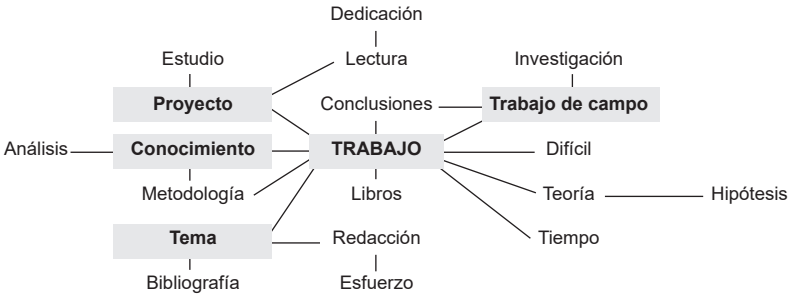 Dedicación
Estudio Lectura Investigación
Proyecto Conclusiones Trabajo de campo
Análisis Conocimiento TRABAJO Difícil
Metodología Libros Teoría Hipótesis
Tema Redacción Tiempo
Bibliografía Esfuerzo